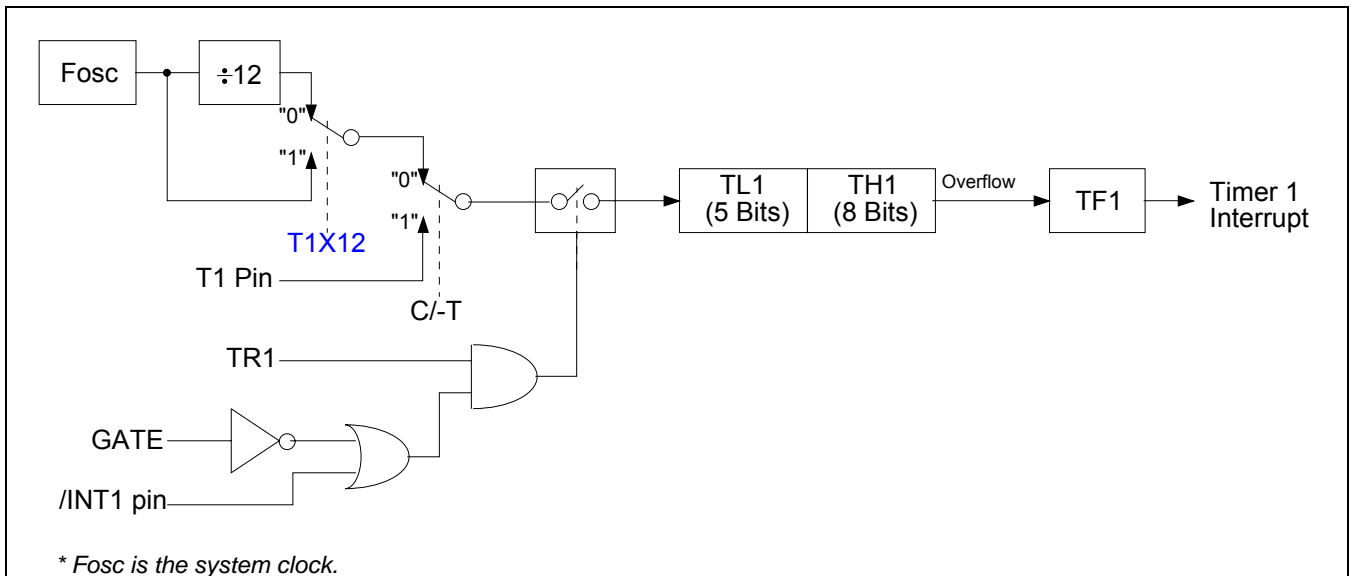 Fosc
÷12
"0"
"1"
T1X12
"0"
"1"
T1 Pin
C/-T
TL1
(5 Bits)
TH1
(8 Bits)
Overflow
TF1
Timer 1
Interrupt
TR1
GATE
/INT1 pin
* Fosc is the system clock.